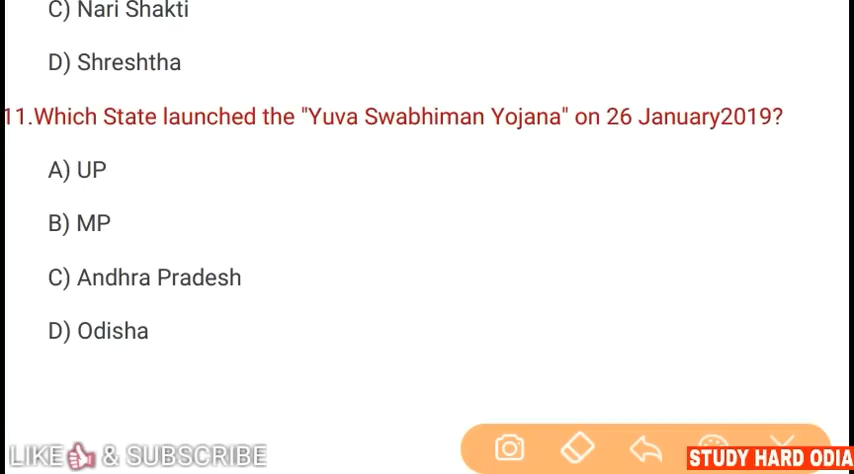 C) Nari Shakti
D) Shreshtha
11.Which State launched the "Yuva Swabhiman Yojana" on 26 January2019?
A) UP
B) MP
C) Andhra Pradesh
D) Odisha
LIKE & SUBSCRIBE
STUDY HARD ODIA